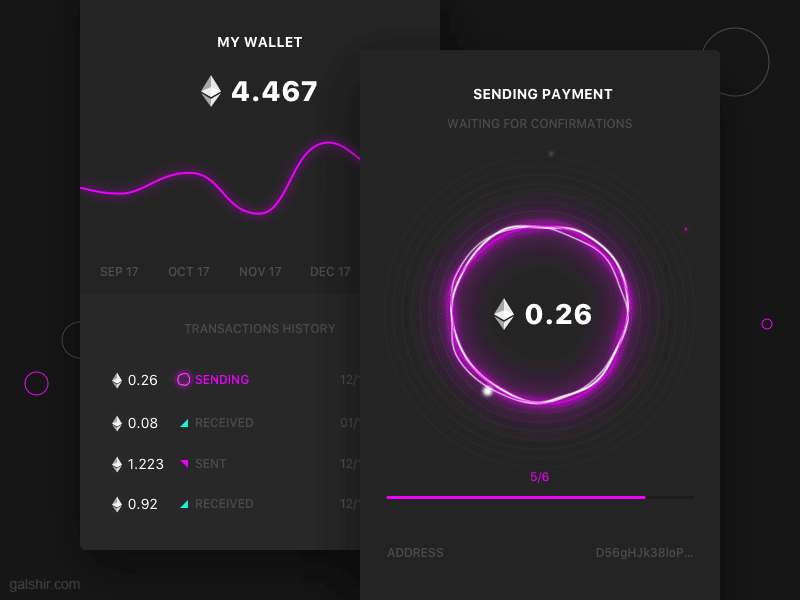 MY WALLET
4.467
SEP 17 OCT 17 NOV 17 DEC 17
TRANSACTIONS HISTORY
0.26 SENDING 12/
0.08 RECEIVED 01/
1.223 SENT 12/
0.92 RECEIVED 12/
SENDING PAYMENT
WAITING FOR CONFIRMATIONS
0.26
5/6
ADDRESS D56gHJk38loP...
galshir.com